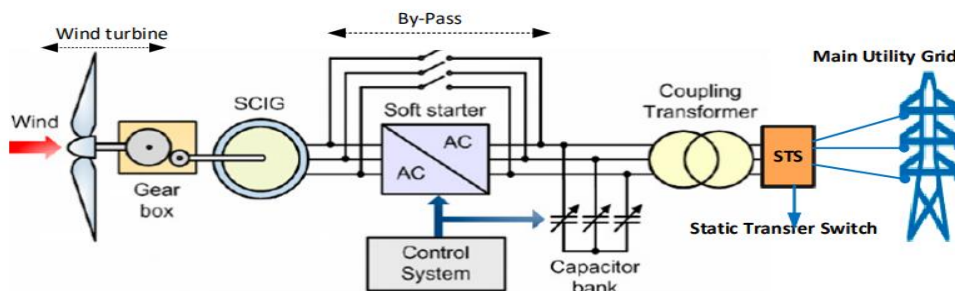 By-Pass
Wind turbine
Main Utility Grid
SCIG
Soft starter
Coupling
Transformer
Wind
AC
AC
STS
Gear
box
Static Transfer Switch
Control
System
Capacitor
bank